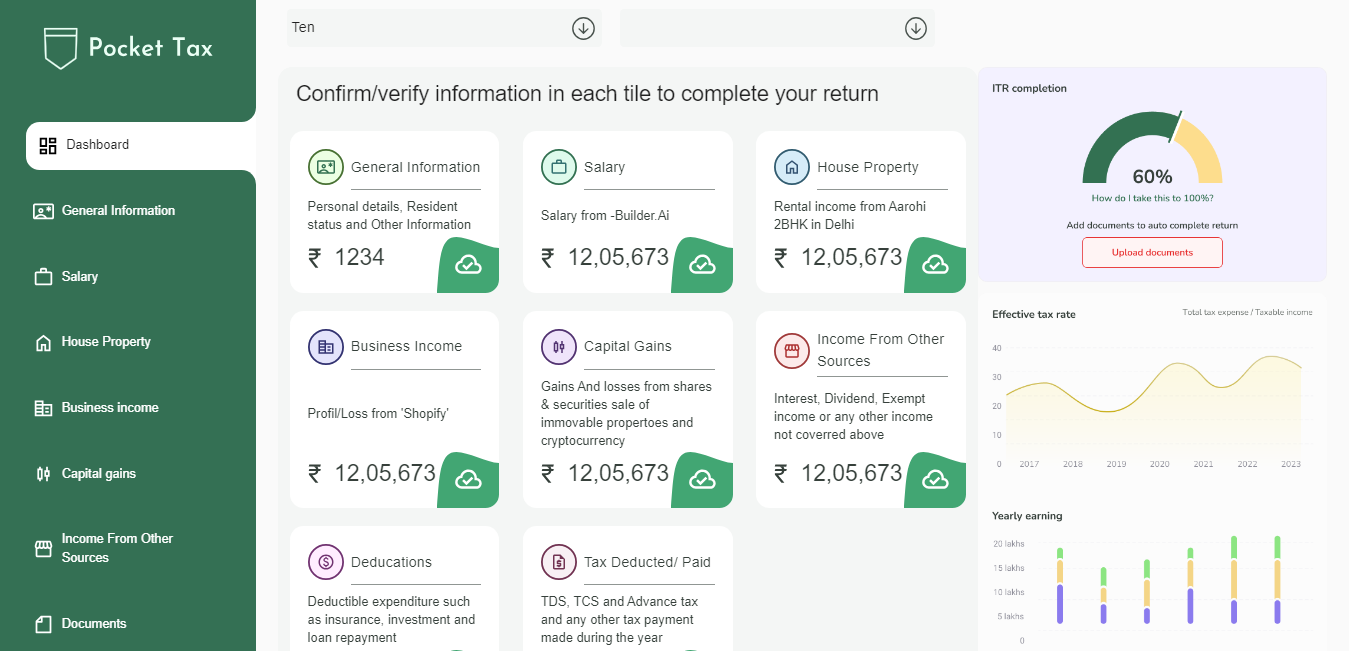 Pocket Tax
Dashboard
General Information
Salary
House Property
Business income
Capital gains
Income From Other
Sources
Documents
Ten
Confirm/verify information in each tile to complete your return
General Information
Personal details, Resident
status and Other Information
₹ 1234
Salary
Salary from -Builder.Ai
₹ 12,05,673
House Property
Rental income from Aarohi
2BHK in Delhi
₹ 12,05,673
Business Income
Profil/Loss from 'Shopify'
₹ 12,05,673
Capital Gains
Gains And losses from shares
& securities sale of
immovable propertoes and
cryptocurrency
₹ 12,05,673
Income From Other
Sources
Interest, Dividend, Exempt
income or any other income
not coverred above
₹ 12,05,673
Deducations
Deductible expenditure such
as insurance, investment and
loan repayment
Tax Deducted/ Paid
TDS, TCS and Advance tax
and any other tax payment
made during the year
ITR completion
60%
How do I take this to 100%?
Add documents to auto complete return
Upload documents
Effective tax rate
Total tax expense / Taxable income
40
30
20
10
0
2017 2018 2019 2020 2021 2022 2023
Yearly earning
20 lakhs
15 lakhs
10 lakhs
5 lakhs
0